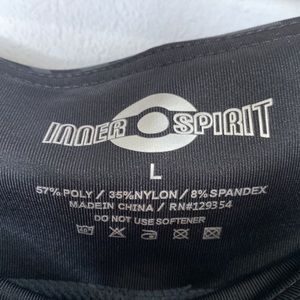 INNER SPIRIT
L
57% POLY / 35%NYLON / 8% SPANDEX
MADE IN CHINA / RN#129354
DO NOT USE SOFTENER